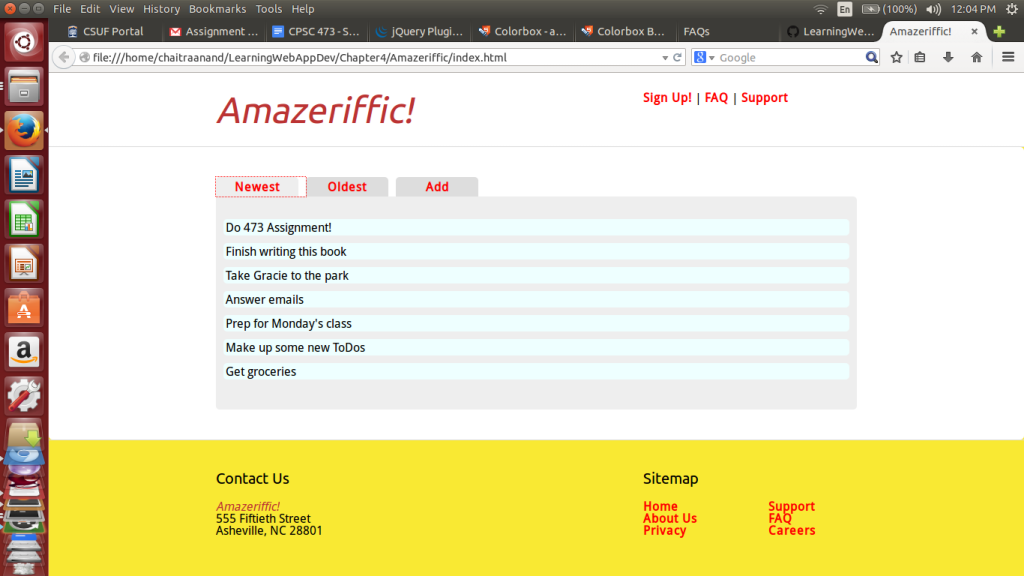 File Edit View History Bookmarks Tools Help
En (100%) 12:04 PM
CSUF Portal Assignment ... CPSC 473 - S... jQuery Plugi... Colorbox - a... Colorbox B... FAQs LearningWe... Amazeriffic!
file:///home/chaitraanand/LearningWebAppDev/Chapter4/Amazeriffic/index.html
Google
Amazeriffic!
Sign Up! | FAQ | Support
Newest Oldest Add
Do 473 Assignment!
Finish writing this book
Take Gracie to the park
Answer emails
Prep for Monday's class
Make up some new ToDos
Get groceries
Contact Us
Amazeriffic!
555 Fiftieth Street
Asheville, NC 28801
Sitemap
Home Support
About Us FAQ
Privacy Careers